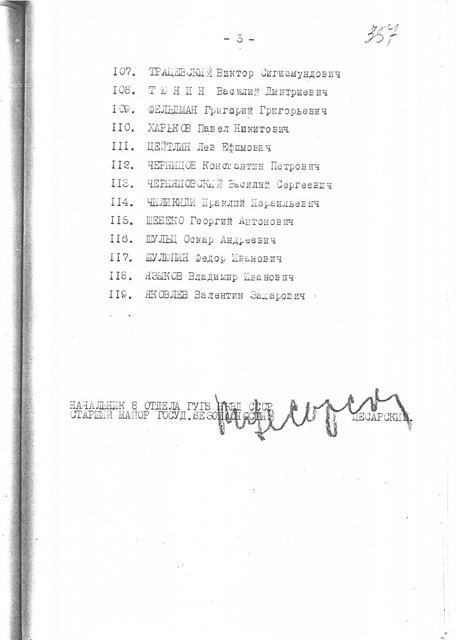 - 5 -
357
107. ТРАЦЕВСКИЙ Виктор Сигизмундович
108. Т Ю Н И Н Василий Дмитриевич
109. ФЕЛЬДМАН Григорий Григорьевич
110. ХАРЬКОВ Павел Никитович
111. ЦЕЙТЛИН Лев Ефимович
112. ЧЕРНИЦОВ Константин Петрович
113. ЧЕРНЯНОВСКИЙ Василий Сергеевич
114. Ираклий Израильевич
115. ШЕБЕКО Георгий Антонович
116. ШУЛЬЦ Оскар Андреевич
117. ШУЛЮПИН Федор Иванович
118. ЯЗЫКОВ Владимир Иванович
119. ЯКОВЛЕВ Валентин Захарович
НАЧАЛЬНИК 8 ОТДЕЛА ГУГБ НКВД СССР
СТАРШИЙ МАЙОР ГОСУД.БЕЗОПАСНОСТИ ЦЕСАРСКИЙ